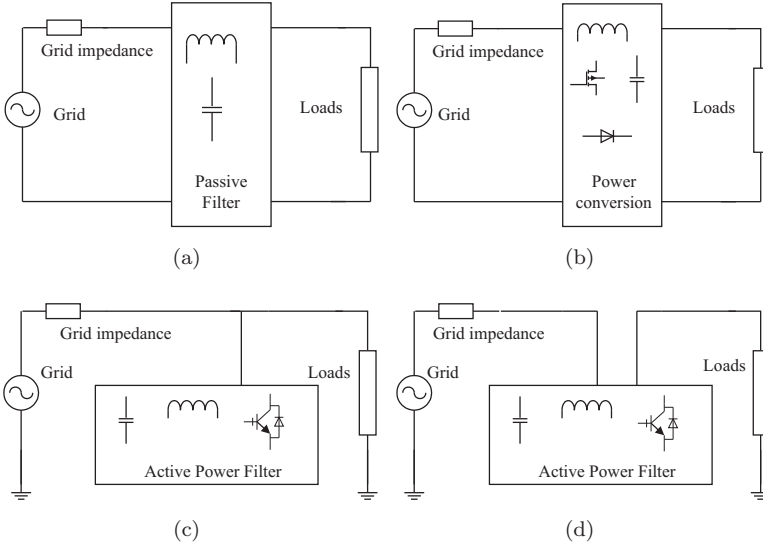 Grid impedance
Grid
Loads
Passive
Filter
(a)
Grid impedance
Grid
Loads
Power
conversion
(b)
Grid impedance
Grid
Loads
Active Power Filter
(c)
Grid impedance
Grid
Loads
Active Power Filter
(d)